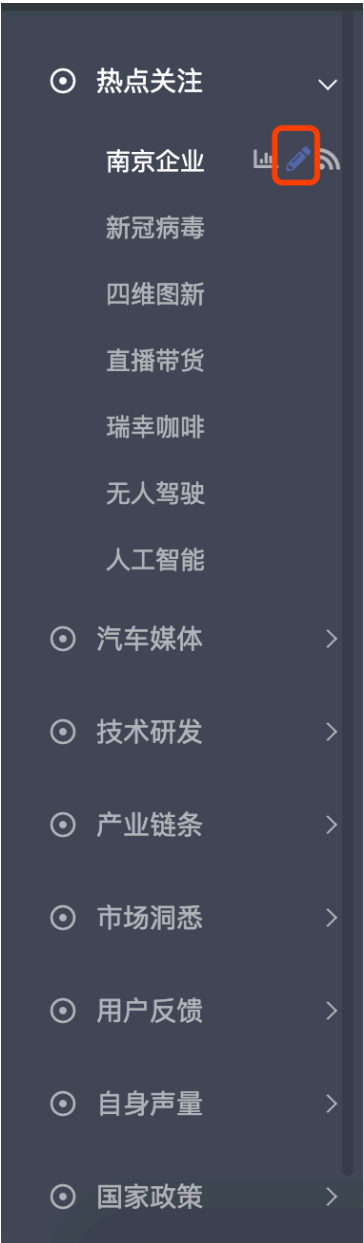 热点关注
南京企业
新冠病毒
四维图新
直播带货
瑞幸咖啡
无人驾驶
人工智能
汽车媒体
技术研发
产业链条
市场洞悉
用户反馈
自身声量
国家政策